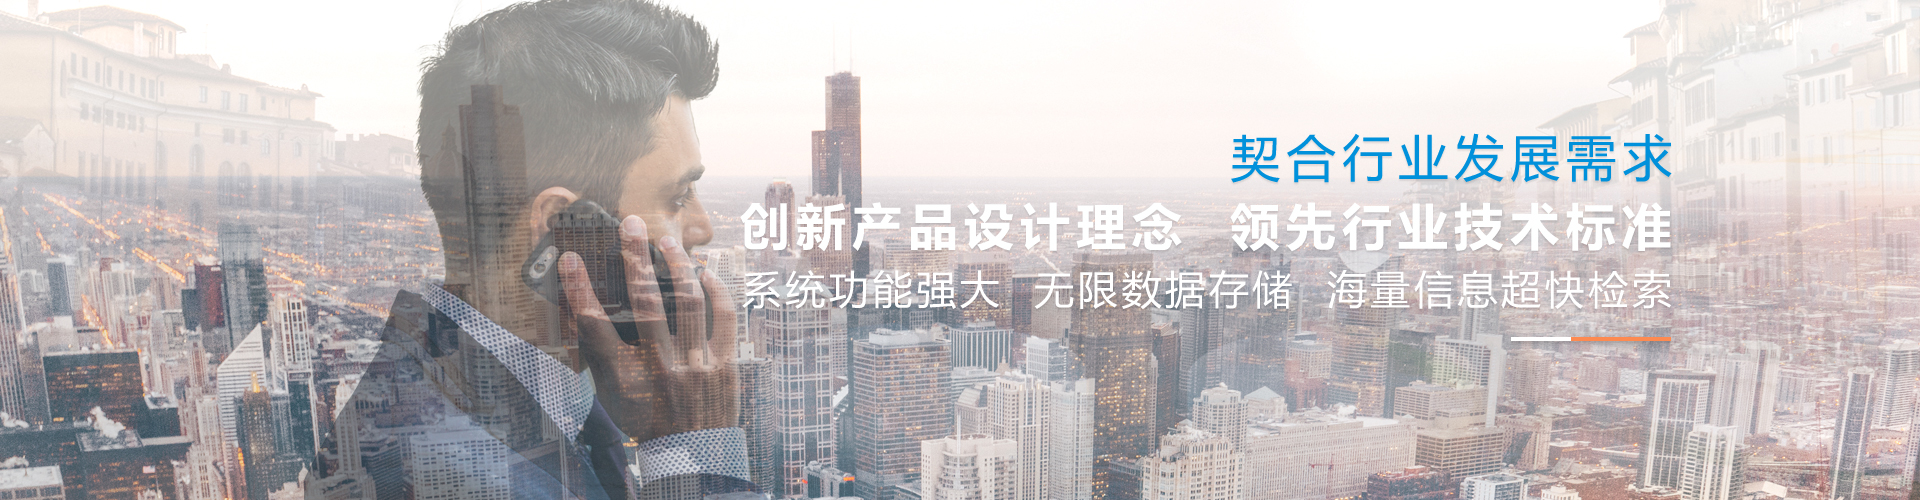 契合行业发展需求
创新产品设计理念 领先行业技术标准
系统功能强大 无限数据存储 海量信息超快检索